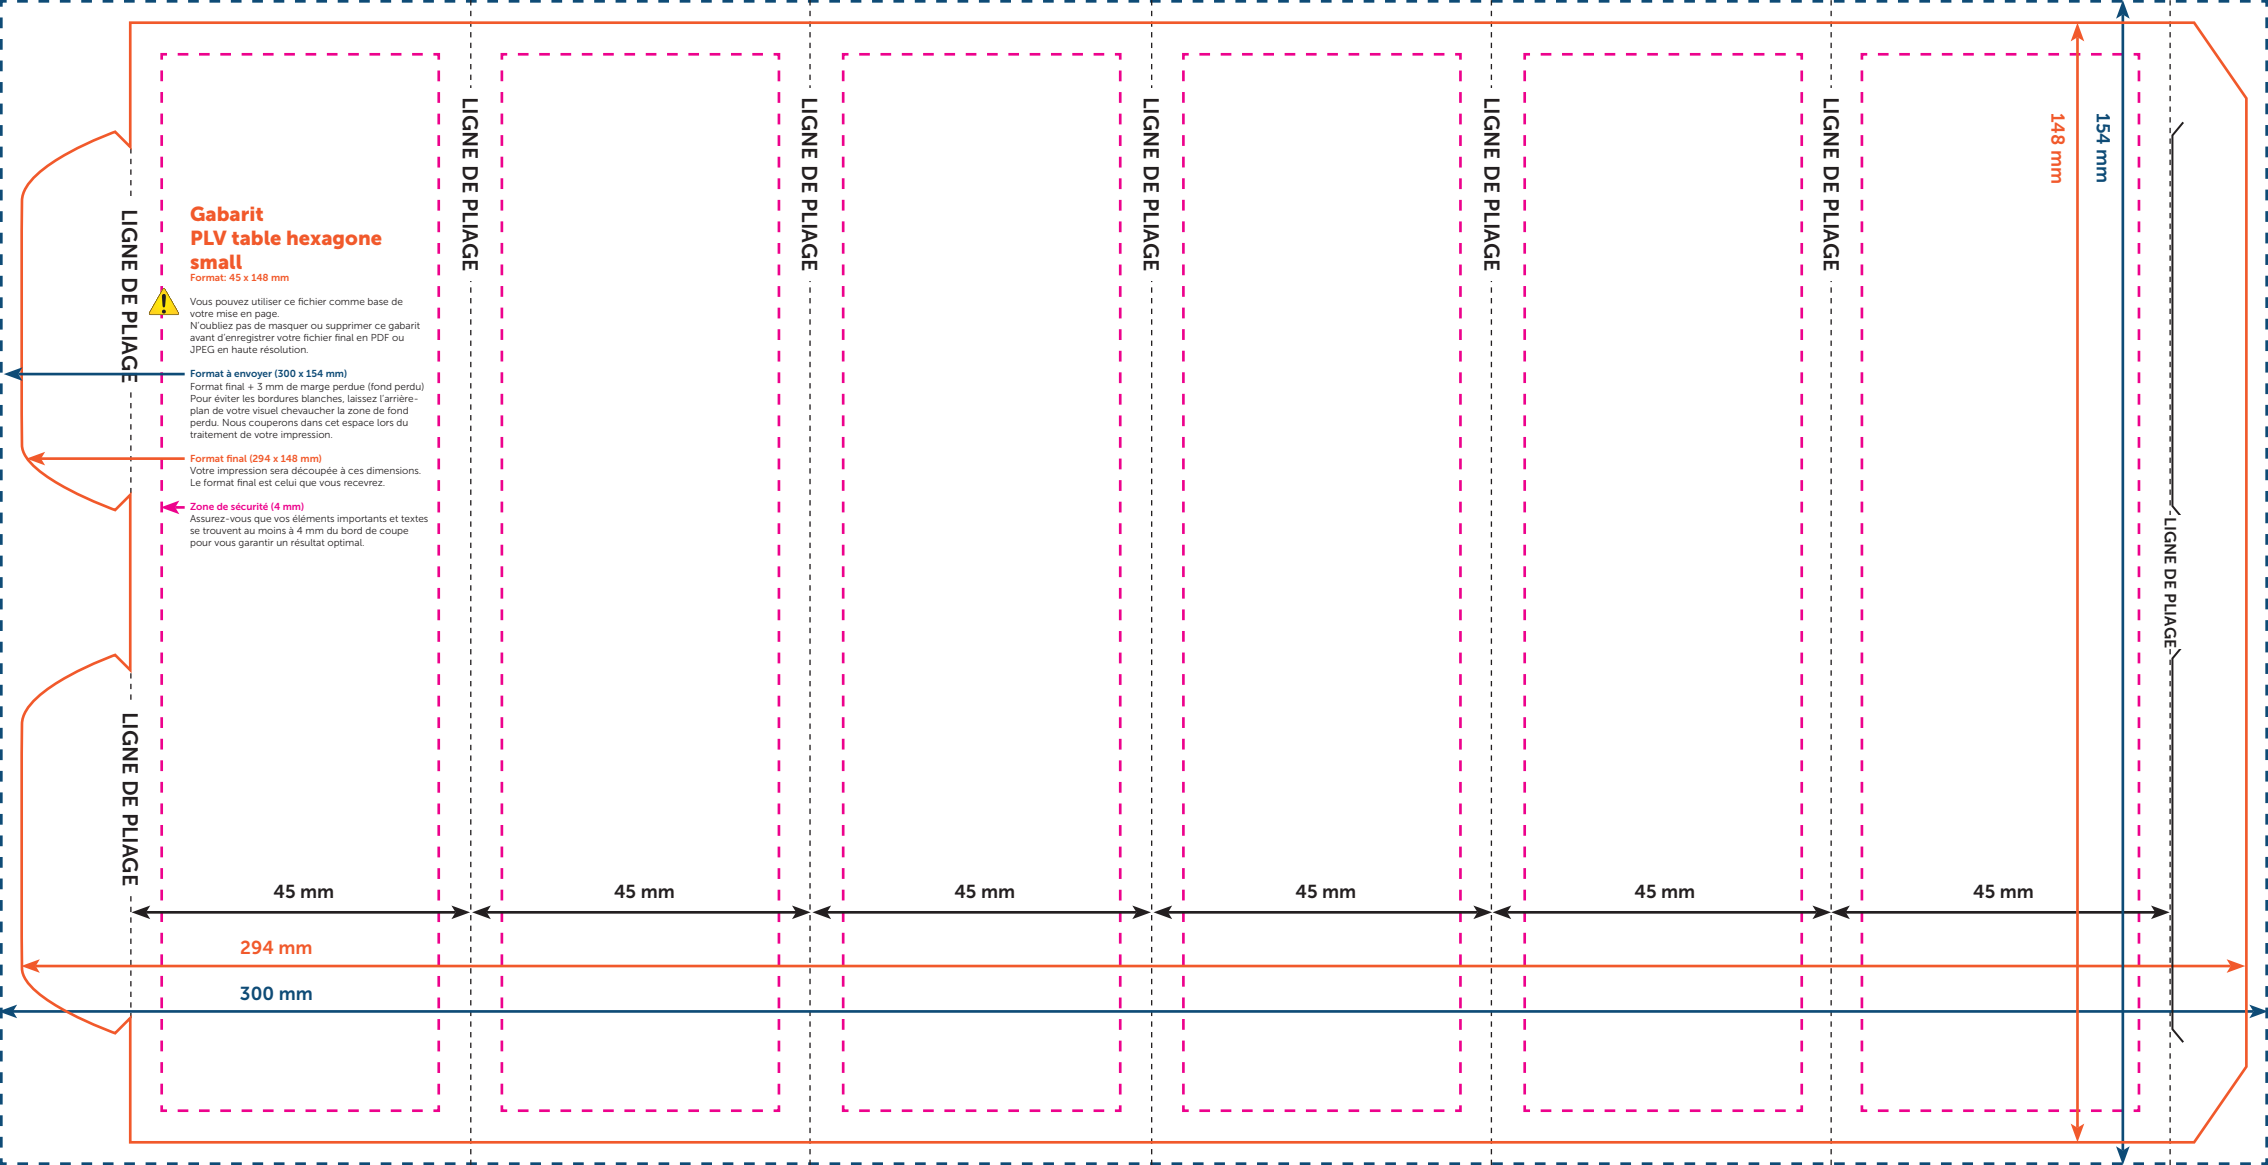 Gabarit
PLV table hexagone
small
Format: 45 x 148 mm
Vous pouvez utiliser ce fichier comme base de
votre mise en page.
N'oubliez pas de masquer ou supprimer ce gabarit
avant d'enregistrer votre fichier final en PDF ou
JPEG en haute résolution.
Format à envoyer (300 x 154 mm)
Format final + 3 mm de marge perdue (fond perdu)
Pour éviter les bordures blanches, laissez l'arrière-
plan de votre visuel chevaucher la zone de fond
perdu. Nous couperons dans cet espace lors du
traitement de votre impression.
Format final (294 x 148 mm)
Votre impression sera découpée à ces dimensions.
Le format final est celui que vous recevrez.
Zone de sécurité (4 mm)
Assurez-vous que vos éléments importants et textes
se trouvent au moins à 4 mm du bord de coupe
pour vous garantir un résultat optimal.
LIGNE DE PLIAGE
LIGNE DE PLIAGE
LIGNE DE PLIAGE
LIGNE DE PLIAGE
LIGNE DE PLIAGE
LIGNE DE PLIAGE
LIGNE DE PLIAGE
LIGNE DE PLIAGE
148 mm
154 mm
45 mm
45 mm
45 mm
45 mm
45 mm
45 mm
294 mm
300 mm